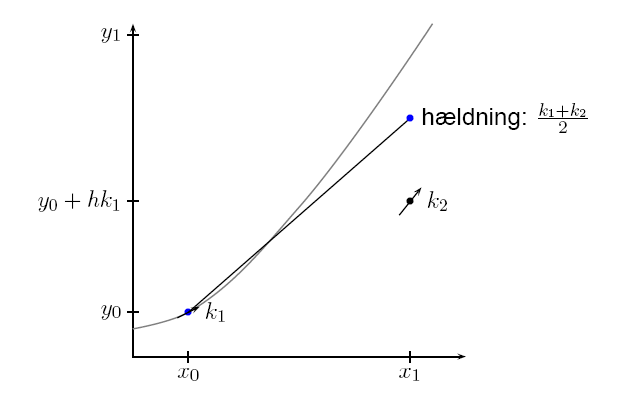 y₁
hældning: (k₁+k₂)/2
y₀ + hk₁
k₂
y₀
k₁
x₀
x₁